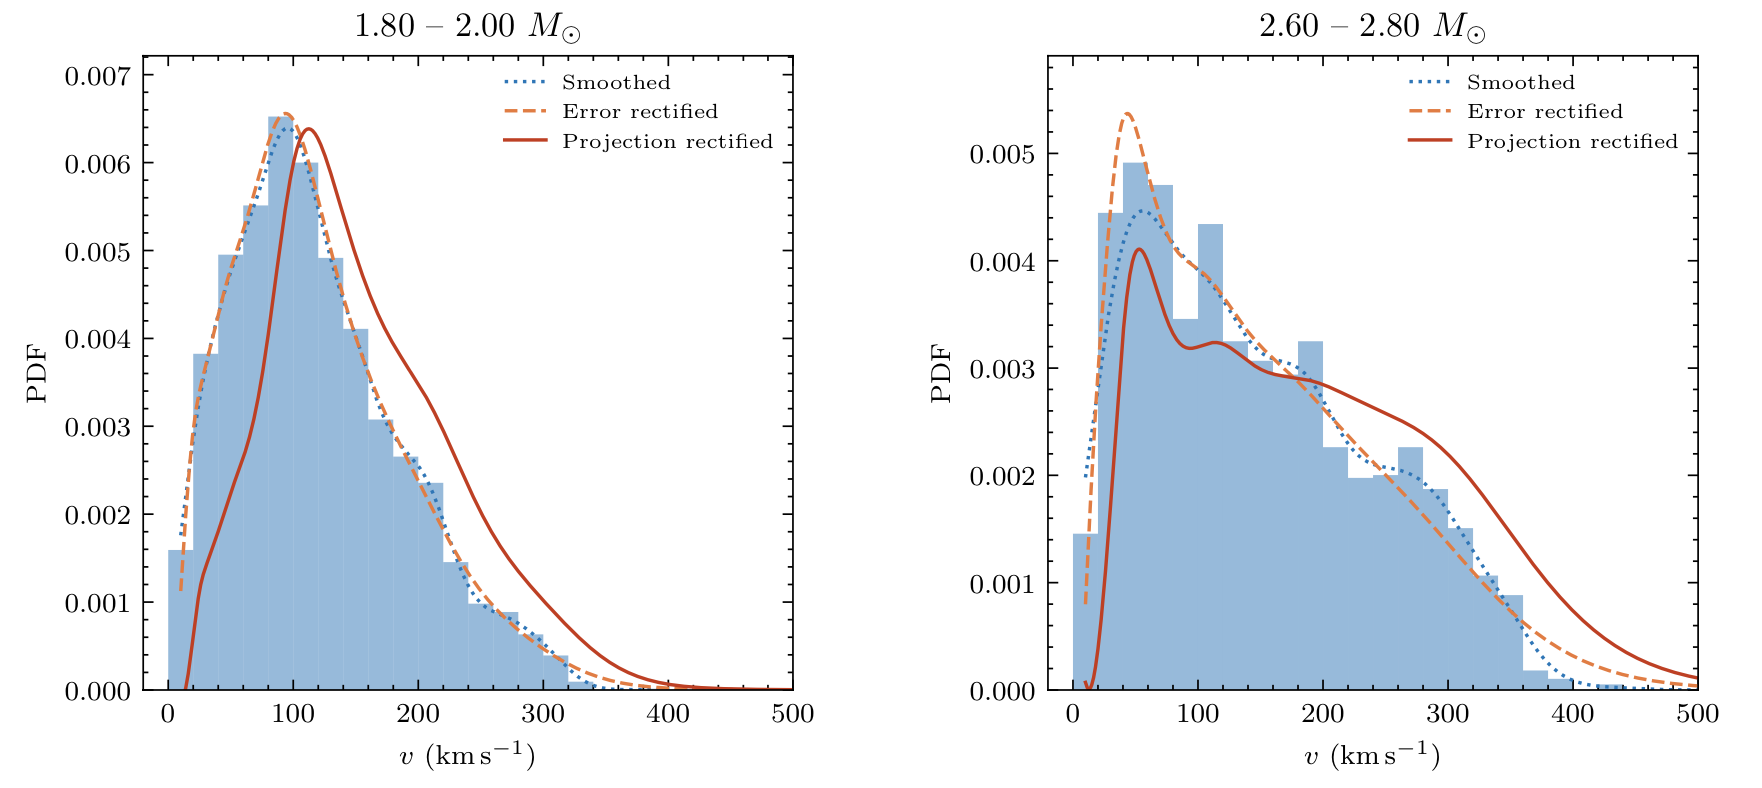 1.80 – 2.00 M☉
Smoothed
Error rectified
Projection rectified
0.007
0.006
0.005
0.004
0.003
0.002
0.001
0.000
PDF
0 100 200 300 400 500
v (km s⁻¹)
2.60 – 2.80 M☉
Smoothed
Error rectified
Projection rectified
0.005
0.004
0.003
0.002
0.001
0.000
PDF
0 100 200 300 400 500
v (km s⁻¹)